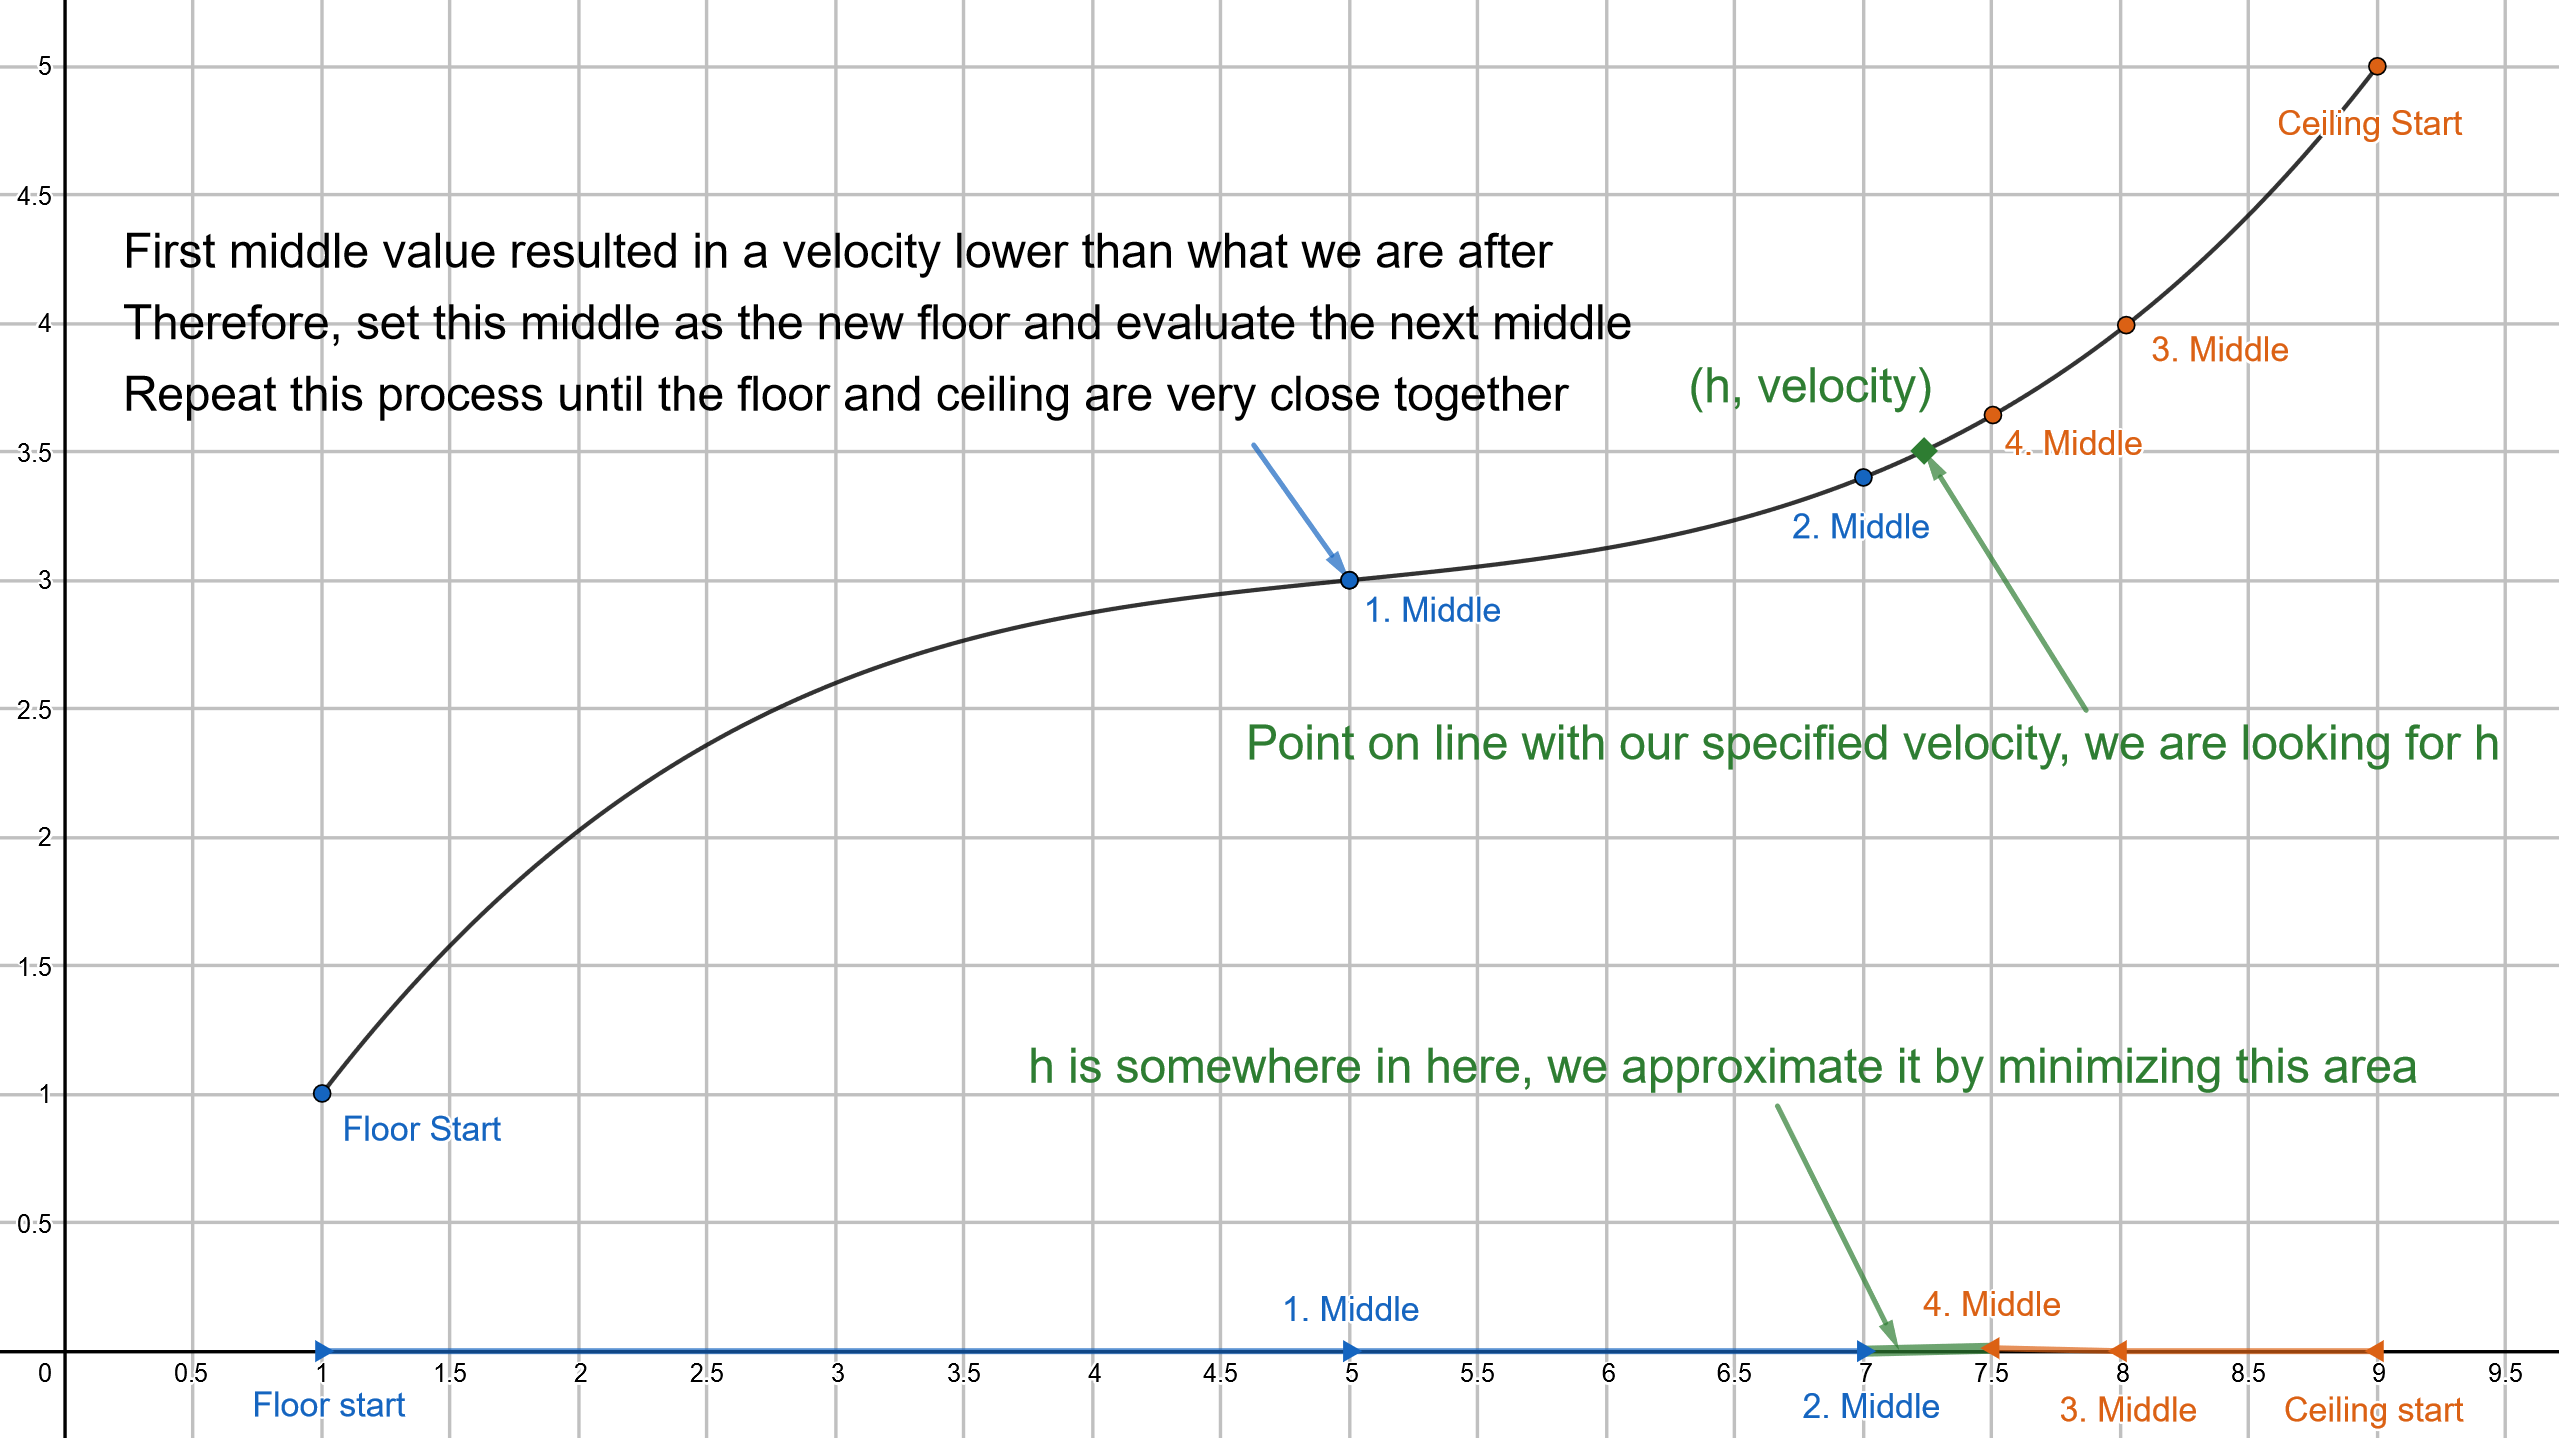 5
Ceiling Start
4.5
First middle value resulted in a velocity lower than what we are after
4
Therefore, set this middle as the new floor and evaluate the next middle
3. Middle
Repeat this process until the floor and ceiling are very close together
(h, velocity)
3.5
4. Middle
2. Middle
3
1. Middle
2.5
Point on line with our specified velocity, we are looking for h
2
1.5
h is somewhere in here, we approximate it by minimizing this area
1
Floor Start
0.5
1. Middle
4. Middle
0 0.5 1 1.5 2 2.5 3 3.5 4 4.5 5 5.5 6 6.5 7 7.5 8 8.5 9 9.5
Floor start
2. Middle
3. Middle
Ceiling start